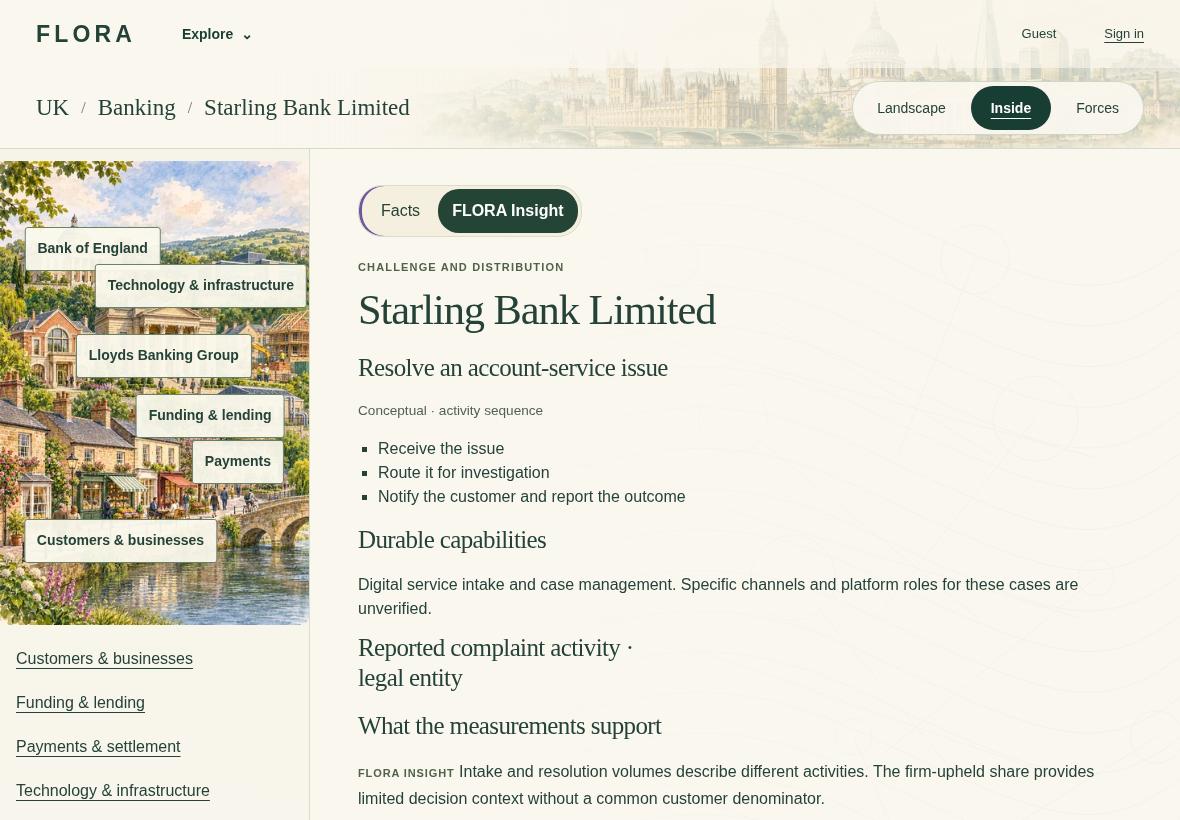 FLORA
Explore
Guest
Sign in
UK / Banking / Starling Bank Limited
Landscape
Inside
Forces
Bank of England
Technology & infrastructure
Lloyds Banking Group
Funding & lending
Payments
Customers & businesses
Customers & businesses
Funding & lending
Payments & settlement
Technology & infrastructure
Facts
FLORA Insight
CHALLENGE AND DISTRIBUTION
Starling Bank Limited
Resolve an account-service issue
Conceptual · activity sequence
Receive the issue
Route it for investigation
Notify the customer and report the outcome
Durable capabilities
Digital service intake and case management. Specific channels and platform roles for these cases are
unverified.
Reported complaint activity ·
legal entity
What the measurements support
FLORA INSIGHT Intake and resolution volumes describe different activities. The firm-upheld share provides
limited decision context without a common customer denominator.